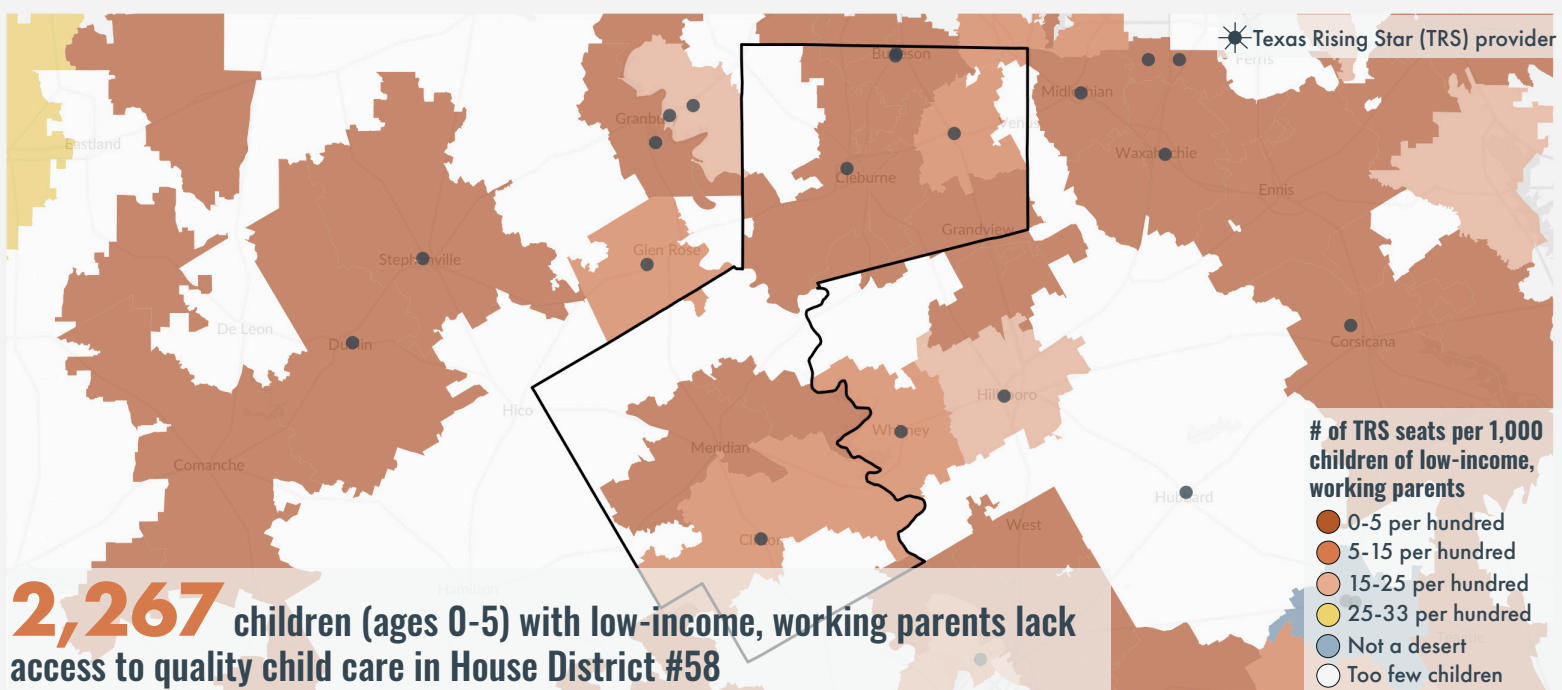 Texas Rising Star (TRS) provider
Burleson
Ferris
Midlothian
Granbury
Venus
Eastland
Waxahachie
Cleburne
Ennis
Grandview
Glen Rose
Stephenville
De Leon
Dublin
Corsicana
Hillsboro
Hico
Whitney
Meridian
Comanche
Hubbard
West
Clifton
Hamilton
Teague
# of TRS seats per 1,000
children of low-income,
working parents
0-5 per hundred
5-15 per hundred
15-25 per hundred
25-33 per hundred
Not a desert
Too few children
2,267 children (ages 0-5) with low-income, working parents lack
access to quality child care in House District #58